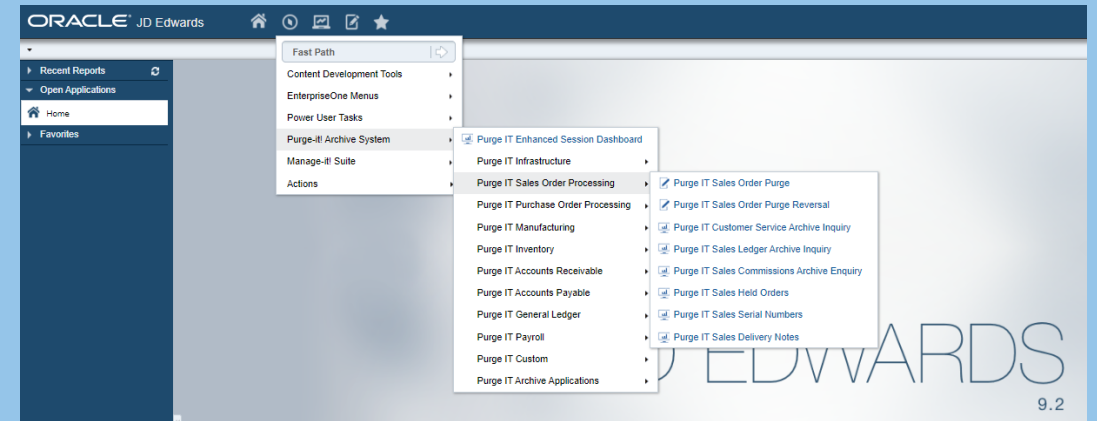 ORACLE JD Edwards
Recent Reports
Open Applications
Home
Favorites
Fast Path
Content Development Tools
EnterpriseOne Menus
Power User Tasks
Purge-it! Archive System
Manage-it! Suite
Actions
Purge IT Enhanced Session Dashboard
Purge IT Infrastructure
Purge IT Sales Order Processing
Purge IT Purchase Order Processing
Purge IT Manufacturing
Purge IT Inventory
Purge IT Accounts Receivable
Purge IT Accounts Payable
Purge IT General Ledger
Purge IT Payroll
Purge IT Custom
Purge IT Archive Applications
Purge IT Sales Order Purge
Purge IT Sales Order Purge Reversal
Purge IT Customer Service Archive Inquiry
Purge IT Sales Ledger Archive Inquiry
Purge IT Sales Commissions Archive Enquiry
Purge IT Sales Held Orders
Purge IT Sales Serial Numbers
Purge IT Sales Delivery Notes
D EDWARDS
9.2